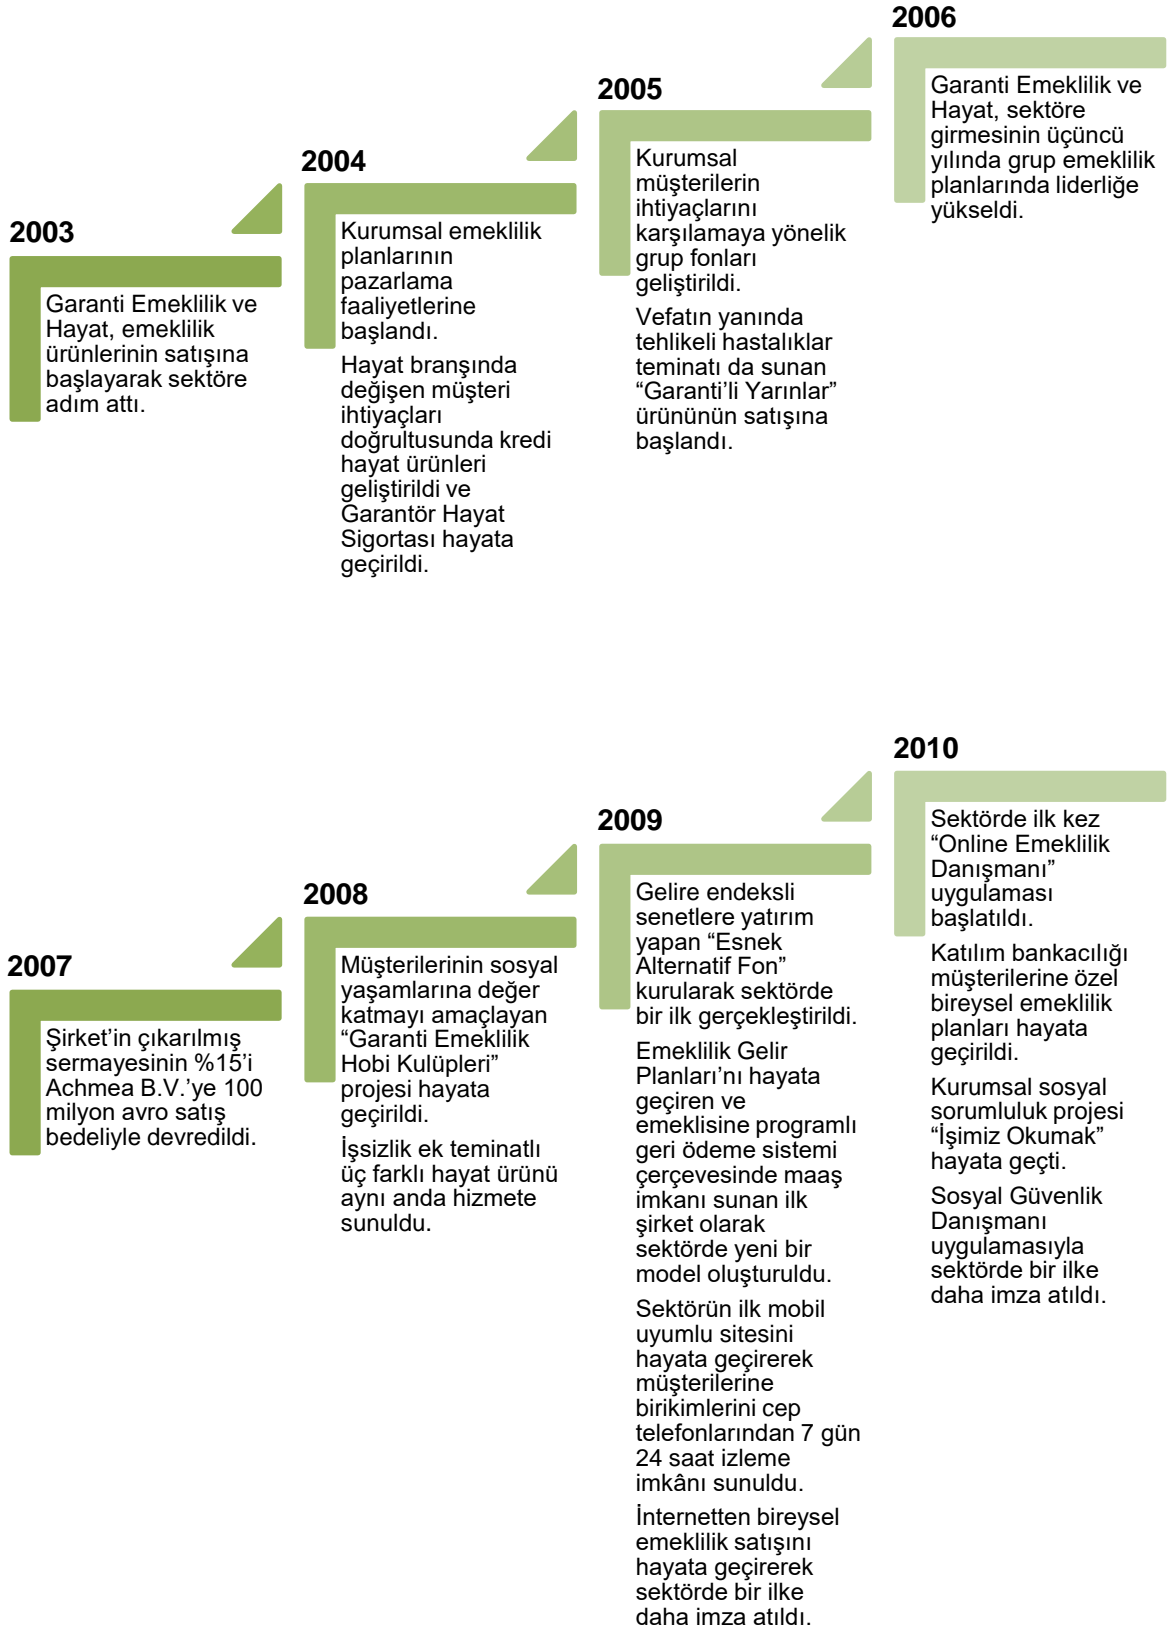 2003
Garanti Emeklilik ve
Hayat, emeklilik
ürünlerinin satışına
başlayarak sektöre
adım attı.
2004
Kurumsal emeklilik
planlarının
pazarlama
faaliyetlerine
başlandı.
Hayat branşında
değişen müşteri
ihtiyaçları
doğrultusunda kredi
hayat ürünleri
geliştirildi ve
Garantör Hayat
Sigortası hayata
geçirildi.
2005
Kurumsal
müşterilerin
ihtiyaçlarını
karşılamaya yönelik
grup fonları
geliştirildi.
Vefatın yanında
tehlikeli hastalıklar
teminatı da sunan
“Garanti’li Yarınlar”
ürününün satışına
başlandı.
2006
Garanti Emeklilik ve
Hayat, sektöre
girmesinin üçüncü
yılında grup emeklilik
planlarında liderliğe
yükseldi.
2007
Şirket’in çıkarılmış
sermayesinin %15’i
Achmea B.V.’ye 100
milyon avro satış
bedeliyle devredildi.
2008
Müşterilerinin sosyal
yaşamlarına değer
katmayı amaçlayan
“Garanti Emeklilik
Hobi Kulüpleri”
projesi hayata
geçirildi.
İşsizlik ek teminatlı
üç farklı hayat ürünü
aynı anda hizmete
sunuldu.
2009
Gelire endeksli
senetlere yatırım
yapan “Esnek
Alternatif Fon”
kurularak sektörde
bir ilk gerçekleştirildi.
Emeklilik Gelir
Planları’nı hayata
geçiren ve
emeklisine programlı
geri ödeme sistemi
çerçevesinde maaş
imkanı sunan ilk
şirket olarak
sektörde yeni bir
model oluşturuldu.
Sektörün ilk mobil
uyumlu sitesini
hayata geçirerek
müşterilerine
birikimlerini cep
telefonlarından 7 gün
24 saat izleme
imkânı sunuldu.
İnternetten bireysel
emeklilik satışını
hayata geçirerek
sektörde bir ilke
daha imza atıldı.
2010
Sektörde ilk kez
“Online Emeklilik
Danışmanı”
uygulaması
başlatıldı.
Katılım bankacılığı
müşterilerine özel
bireysel emeklilik
planları hayata
geçirildi.
Kurumsal sosyal
sorumluluk projesi
“İşimiz Okumak”
hayata geçti.
Sosyal Güvenlik
Danışmanı
uygulamasıyla
sektörde bir ilke
daha imza atıldı.